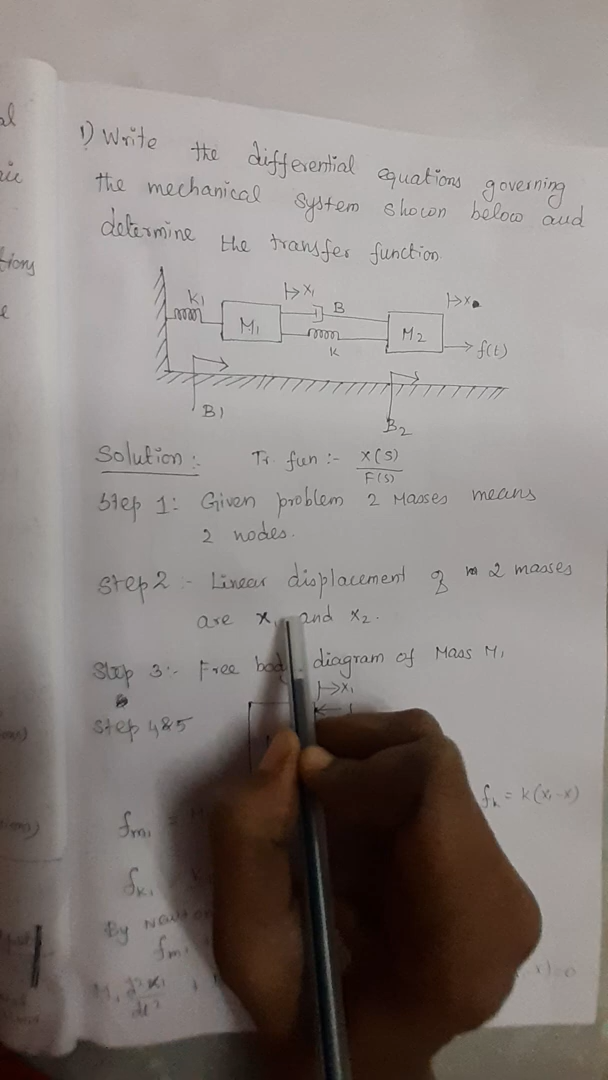 1) Write the differential equations governing
the mechanical system shown below and
determine the transfer function.
K1
x1
B
x
M1
M2
K
f(t)
B1
B2
Solution :- Tr. fun :- X(s)
F(s)
Step 1: Given problem 2 Masses means
2 nodes.
Step 2 :- Linear displacement of 2 masses
are x1 and x2.
Step 3 :- Free body diagram of Mass M1
x1
Step 4&5
fk = K(x1-x)
fm1 =
fk1
By
fm1
M1 d²x1
dt²